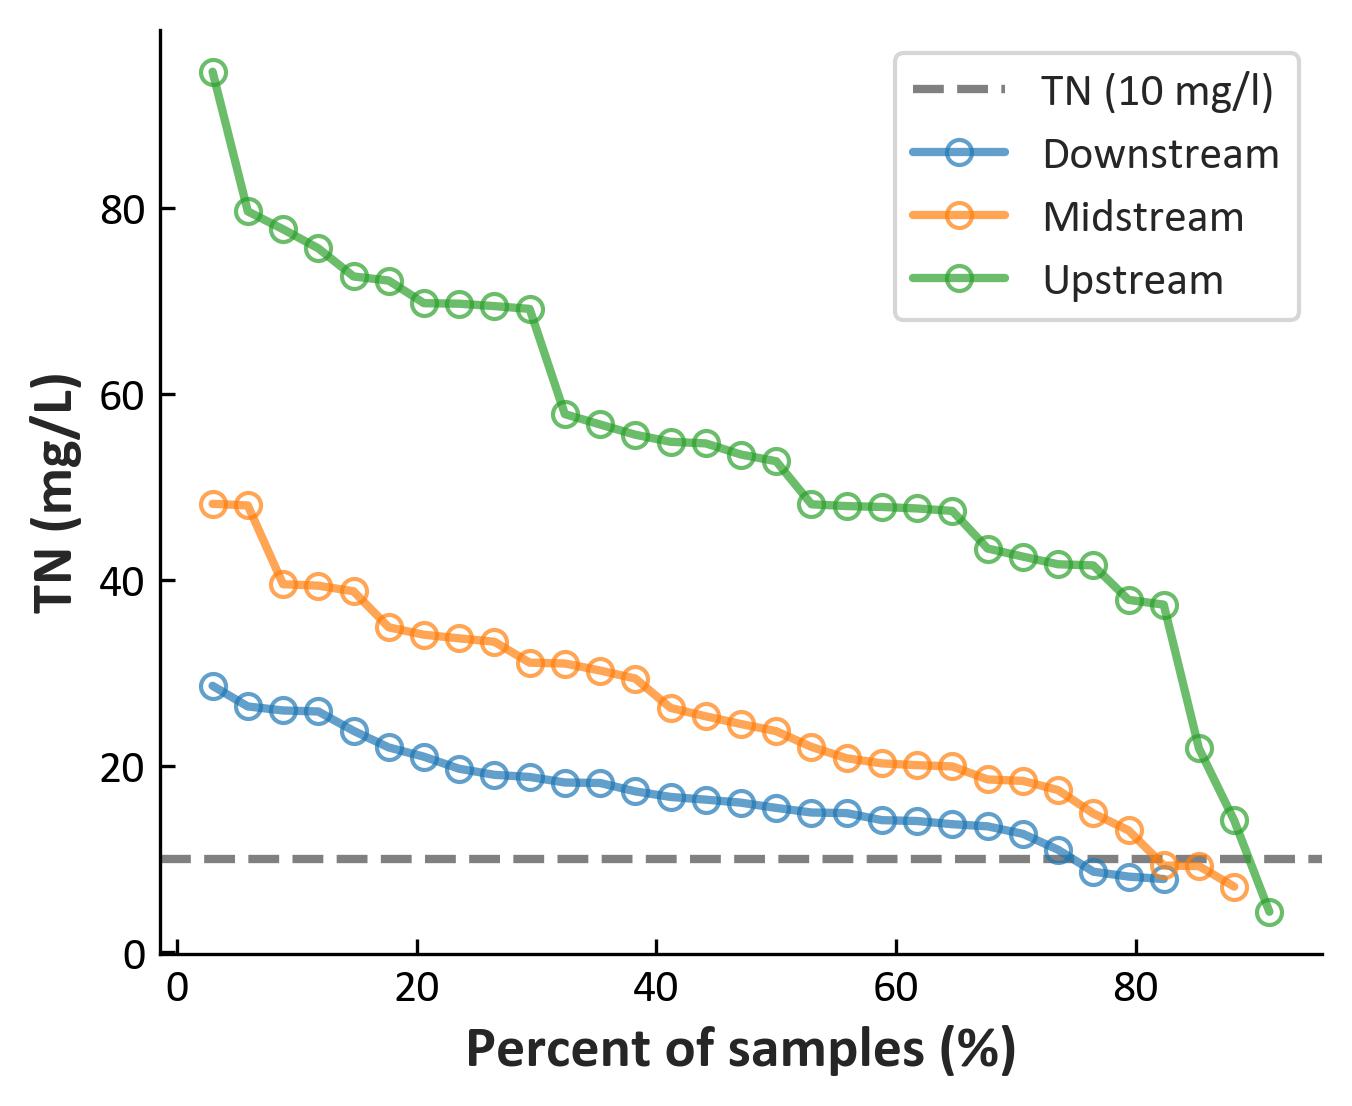 TN (10 mg/l)
Downstream
Midstream
Upstream
80
60
40
20
0
TN (mg/L)
0 20 40 60 80
Percent of samples (%)